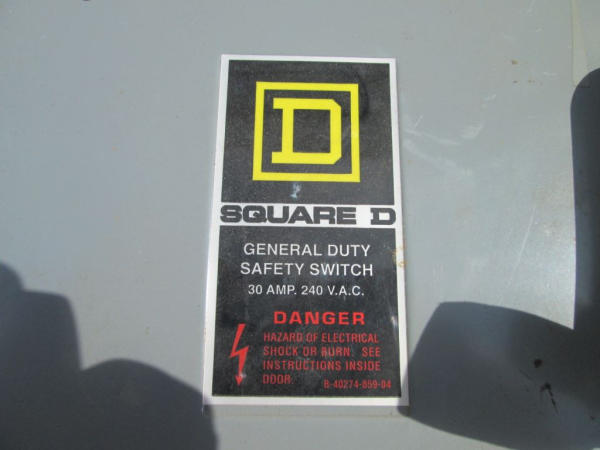 D
SQUARE D
GENERAL DUTY
SAFETY SWITCH
30 AMP. 240 V.A.C.
DANGER
HAZARD OF ELECTRICAL
SHOCK OR BURN. SEE
INSTRUCTIONS INSIDE
DOOR. B-40274-859-04